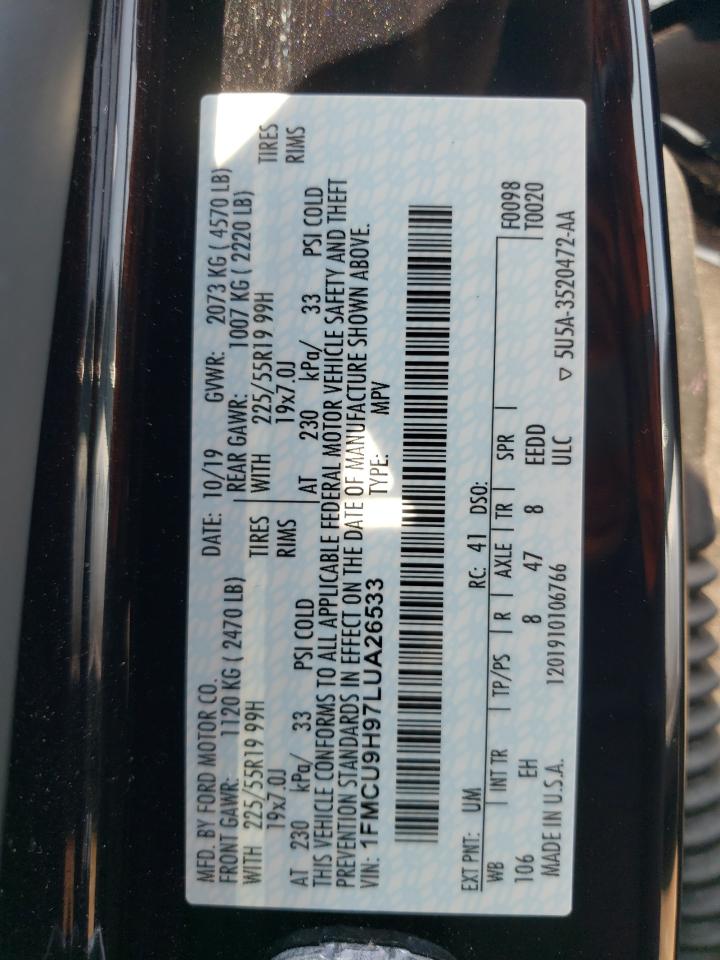 MFD. BY FORD MOTOR CO. DATE: 10/19 GVWR: 2073 KG ( 4570 LB)
FRONT GAWR: 1120 KG ( 2470 LB) REAR GAWR: 1007 KG ( 2220 LB)
WITH 225/55R19 99H TIRES WITH 225/55R19 99H TIRES
19x7.0J RIMS 19x7.0J RIMS
AT 230 kPa/ 33 PSI COLD AT 230 kPa/ 33 PSI COLD
THIS VEHICLE CONFORMS TO ALL APPLICABLE FEDERAL MOTOR VEHICLE SAFETY AND THEFT
PREVENTION STANDARDS IN EFFECT ON THE DATE OF MANUFACTURE SHOWN ABOVE.
VIN: 1FMCU9H97LUA26533 TYPE: MPV
EXT PNT: UM RC: 41 DSO:
WB INT TR TP/PS R AXLE TR SPR F0098
106 EH 8 47 8 EEDD T0020
MADE IN U.S.A. 1201910106766 ULC ▽ 5U5A-3520472-AA